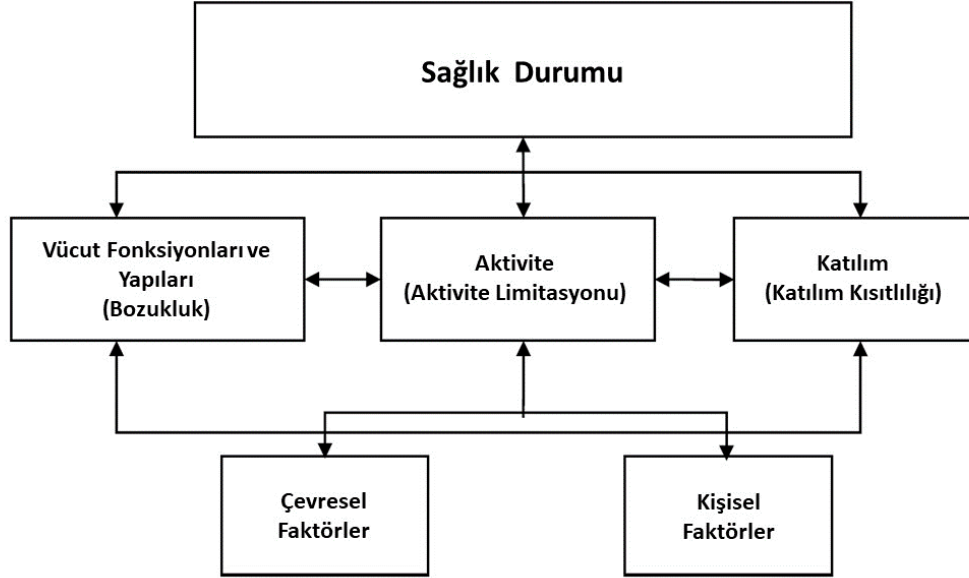 Sağlık Durumu
Vücut Fonksiyonları ve
Yapıları
(Bozukluk)
Aktivite
(Aktivite Limitasyonu)
Katılım
(Katılım Kısıtlılığı)
Çevresel
Faktörler
Kişisel
Faktörler